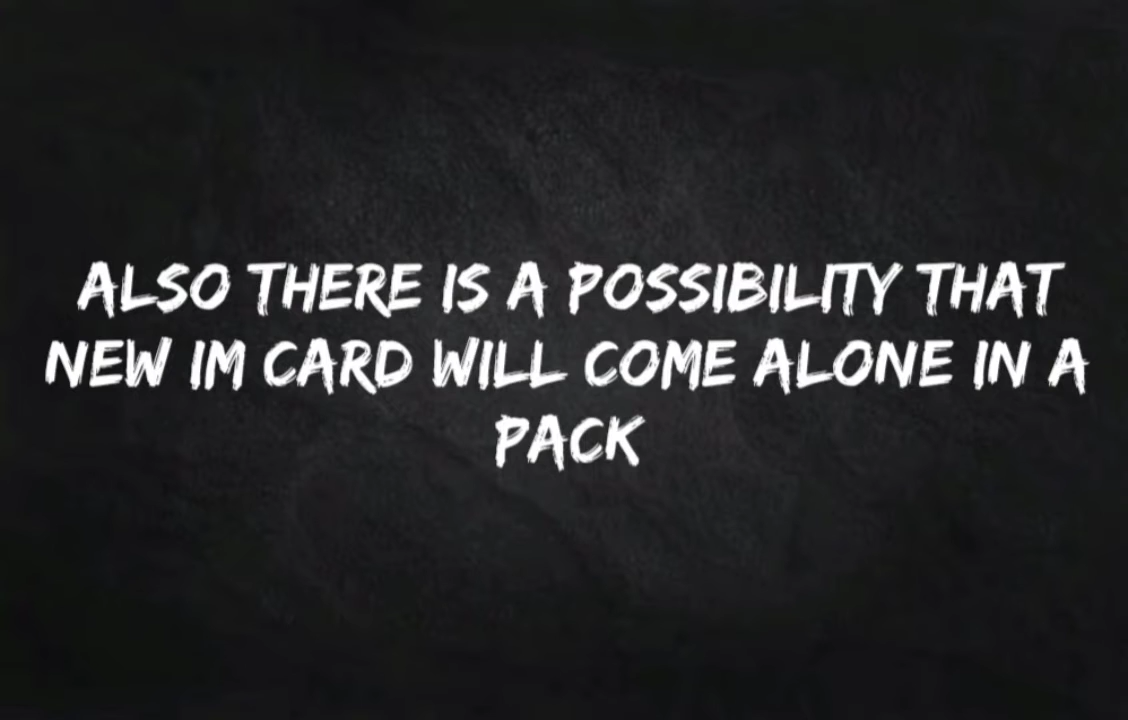 ALSO THERE IS A POSSIBILITY THAT
NEW IM CARD WILL COME ALONE IN A
PACK